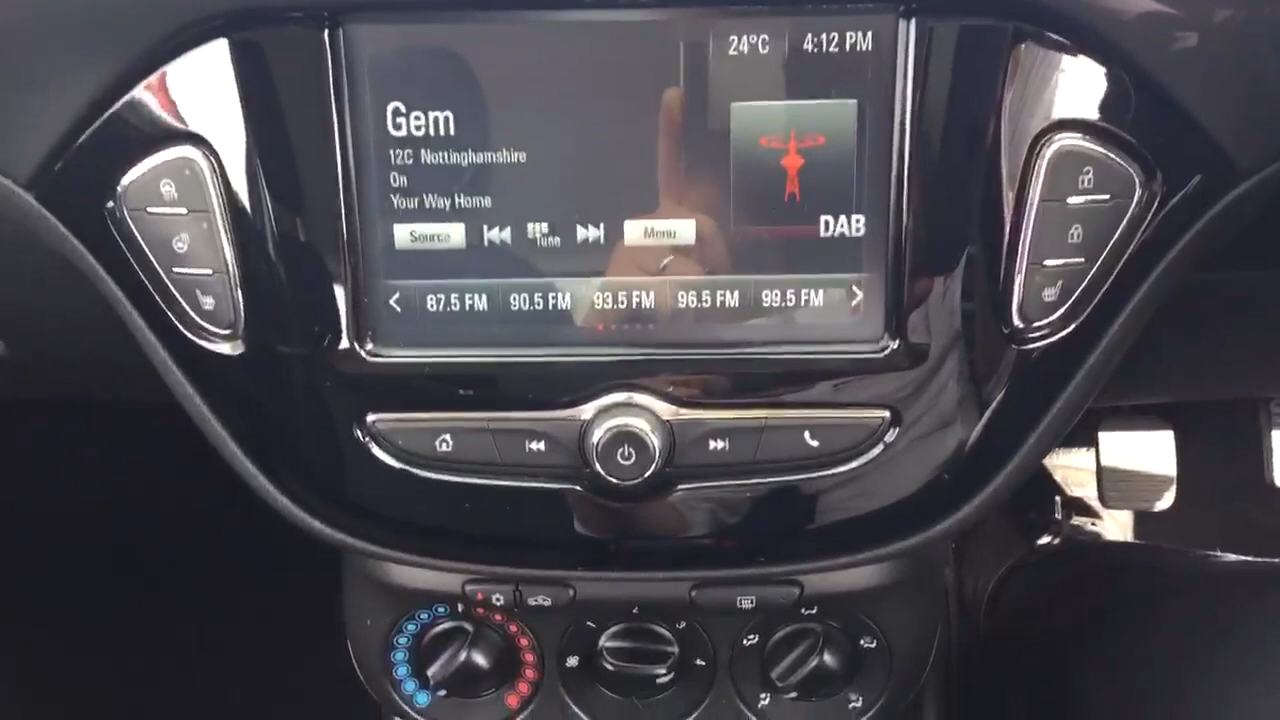 24°C 4:12 PM
Gem
12C Nottinghamshire
On
Your Way Home
DAB
Source Tune Menu
87.5 FM 90.5 FM 93.5 FM 96.5 FM 99.5 FM